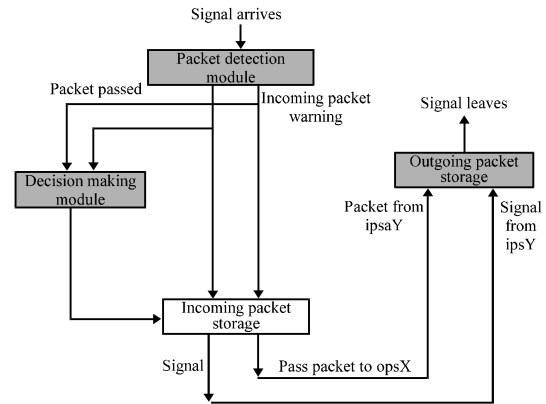 Signal arrives
Packet detection
module
Packet passed
Incoming packet
warning
Signal leaves
Decision making
module
Outgoing packet
storage
Packet from
ipsaY
Signal
from
ipsY
Incoming packet
storage
Signal
Pass packet to opsX